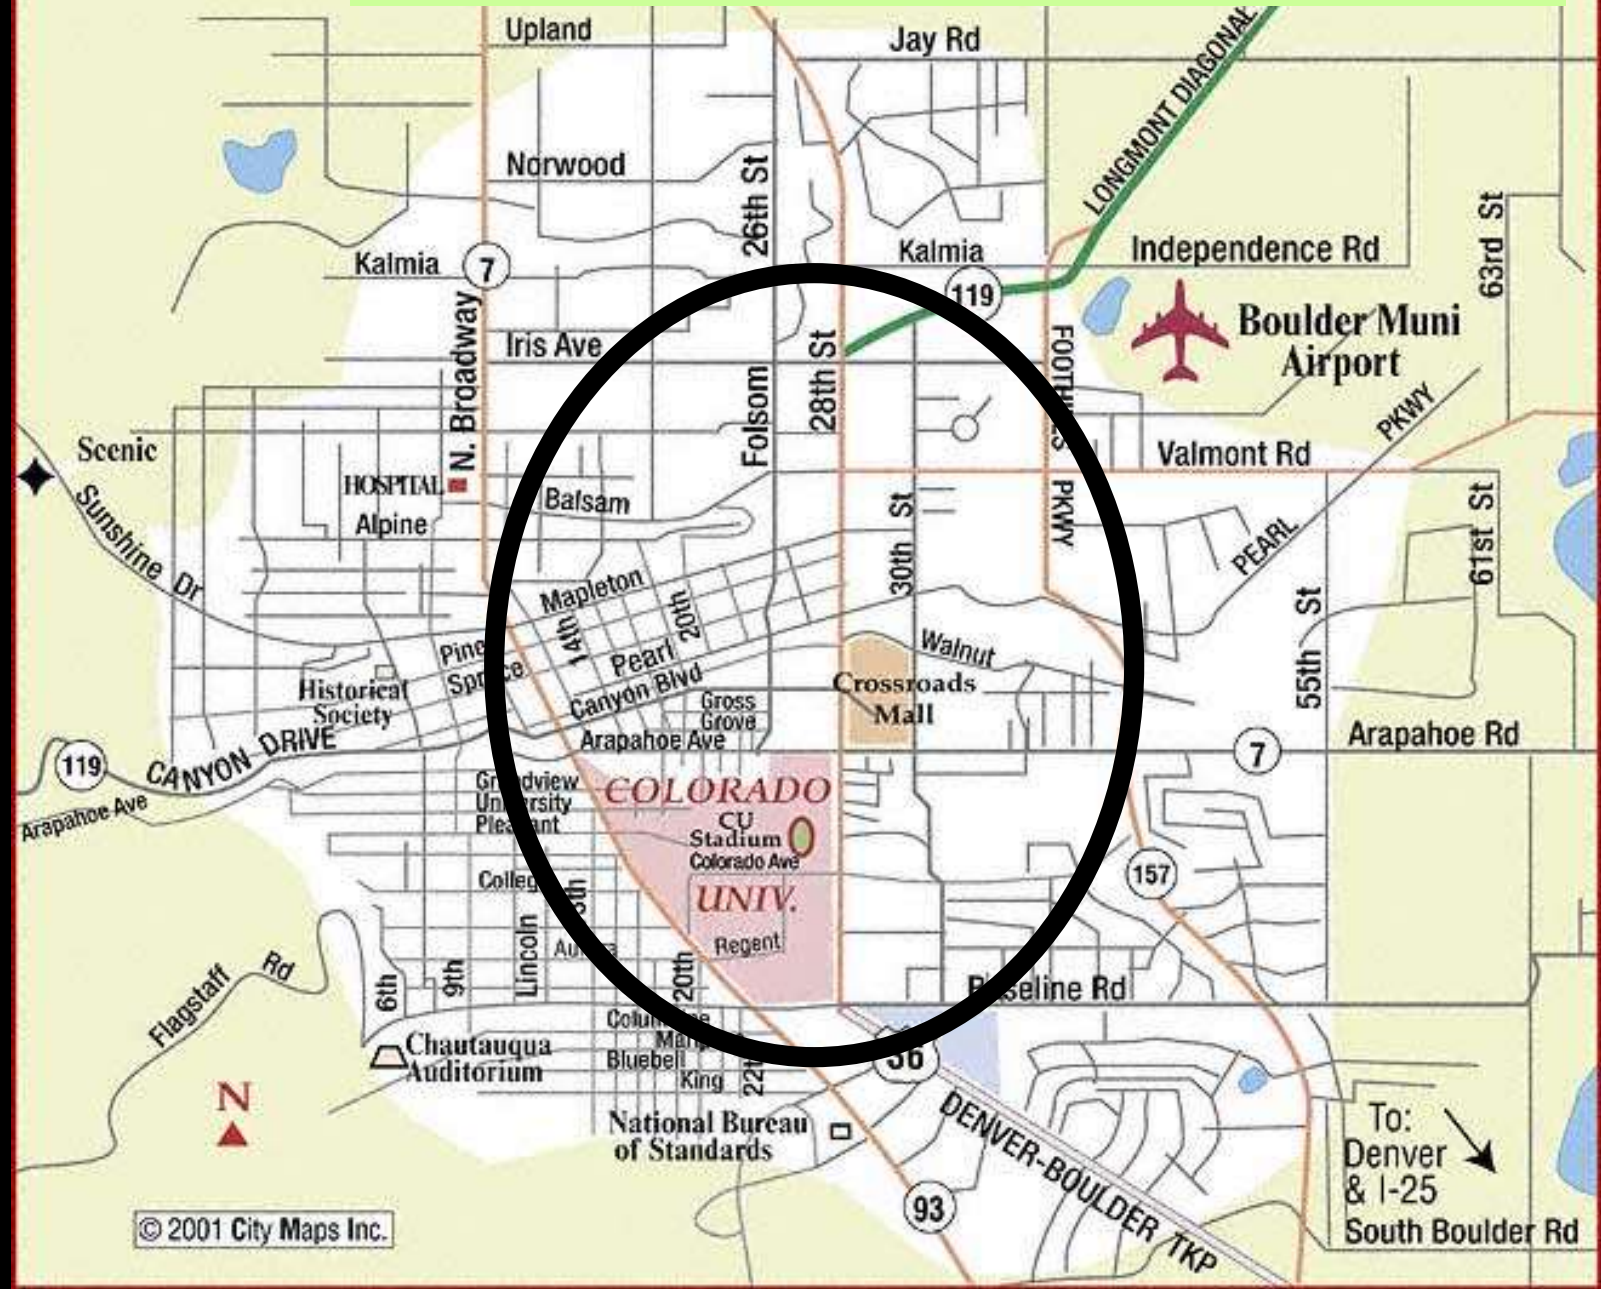 Upland
Jay Rd
LONGMONT DIAGONAL
Norwood
26th St
63rd St
Kalmia
7
Kalmia
Independence Rd
119
N. Broadway
Iris Ave
28th St
FOOTHILLS
Boulder Muni
Airport
Folsom
PKWY
Scenic
Valmont Rd
HOSPITAL
Balsam
30th St
PKWY
61st St
Alpine
PEARL
Sunshine Dr
Mapleton
14th
20th
55th St
Pine
Pearl
Walnut
Spruce
Canyon Blvd
Crossroads
Mall
Historical
Society
Gross
Grove
CANYON DRIVE
Arapahoe Ave
7
Arapahoe Rd
119
Arapahoe Ave
Grandview
University
Pleasant
COLORADO
CU
Stadium
Colorado Ave
157
College
UNIV.
Lincoln
Regent
Flagstaff Rd
6th
9th
20th
Baseline Rd
Columbine
Chautauqua
Auditorium
Bluebell
King
36
N
National Bureau
of Standards
DENVER-BOULDER TKP
To:
Denver
& I-25
93
South Boulder Rd
© 2001 City Maps Inc.